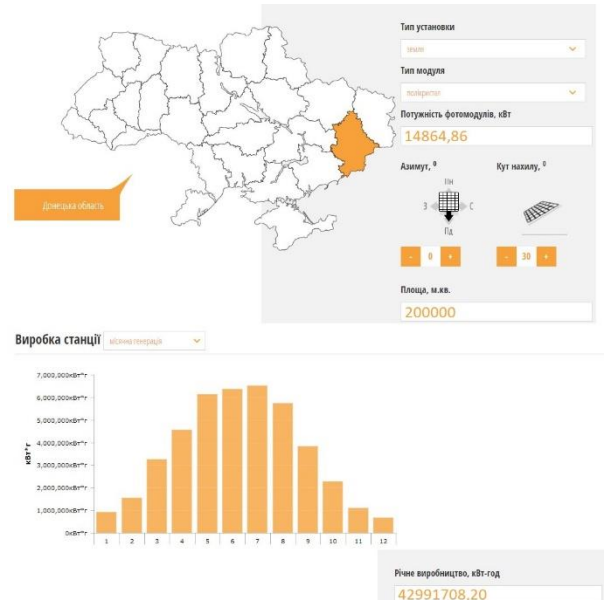 Тип установки
земля
Тип модуля
полікристал
Потужність фотомодулів, кВт
14864,86
Азимут, ⁰ Кут нахилу, ⁰
ПН
З С
Пд
- 0 + - 30 +
Площа, м.кв.
200000
Донецька область
Виробка станції місячна генерація
7,000,000кВт*г
6,000,000кВт*г
5,000,000кВт*г
4,000,000кВт*г
3,000,000кВт*г
2,000,000кВт*г
1,000,000кВт*г
0кВт*г
кВт*г
1 2 3 4 5 6 7 8 9 10 11 12
Річне виробництво, кВт-год
42991708,20